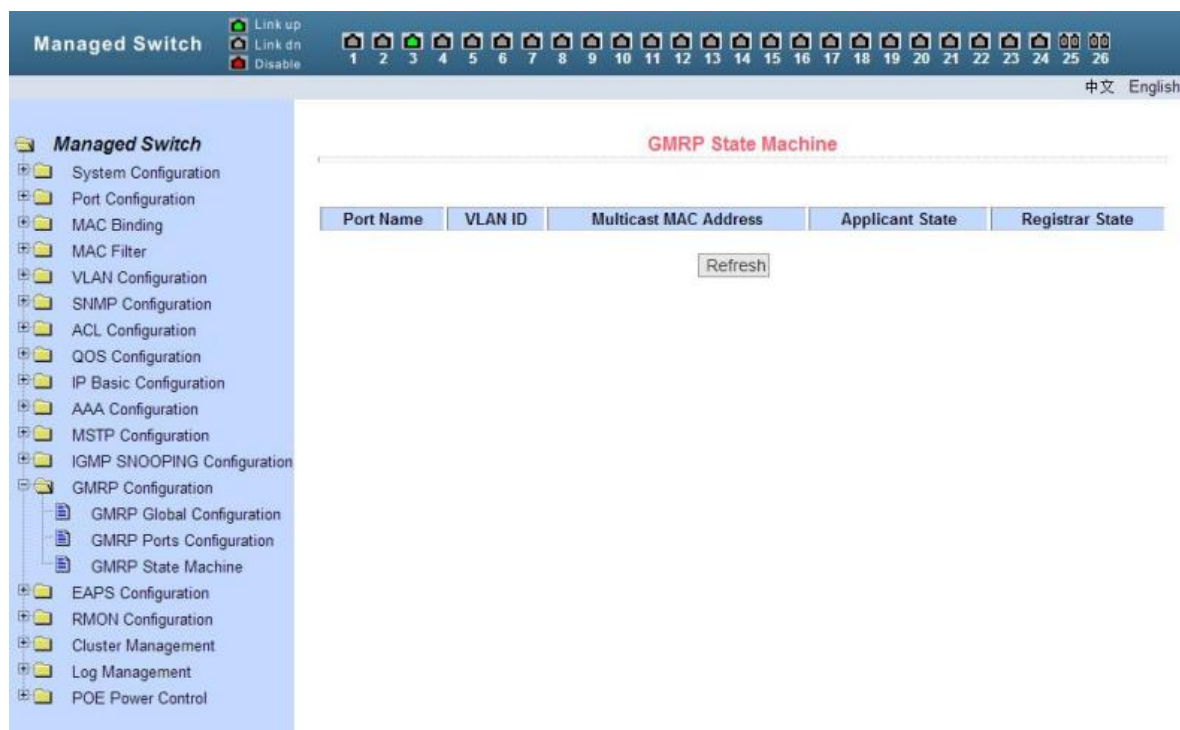 Managed Switch
Link up
Link dn
Disable
1 2 3 4 5 6 7 8 9 10 11 12 13 14 15 16 17 18 19 20 21 22 23 24 25 26
中文 English
Managed Switch
System Configuration
Port Configuration
MAC Binding
MAC Filter
VLAN Configuration
SNMP Configuration
ACL Configuration
QOS Configuration
IP Basic Configuration
AAA Configuration
MSTP Configuration
IGMP SNOOPING Configuration
GMRP Configuration
GMRP Global Configuration
GMRP Ports Configuration
GMRP State Machine
EAPS Configuration
RMON Configuration
Cluster Management
Log Management
POE Power Control
GMRP State Machine
Port Name VLAN ID Multicast MAC Address Applicant State Registrar State
Refresh